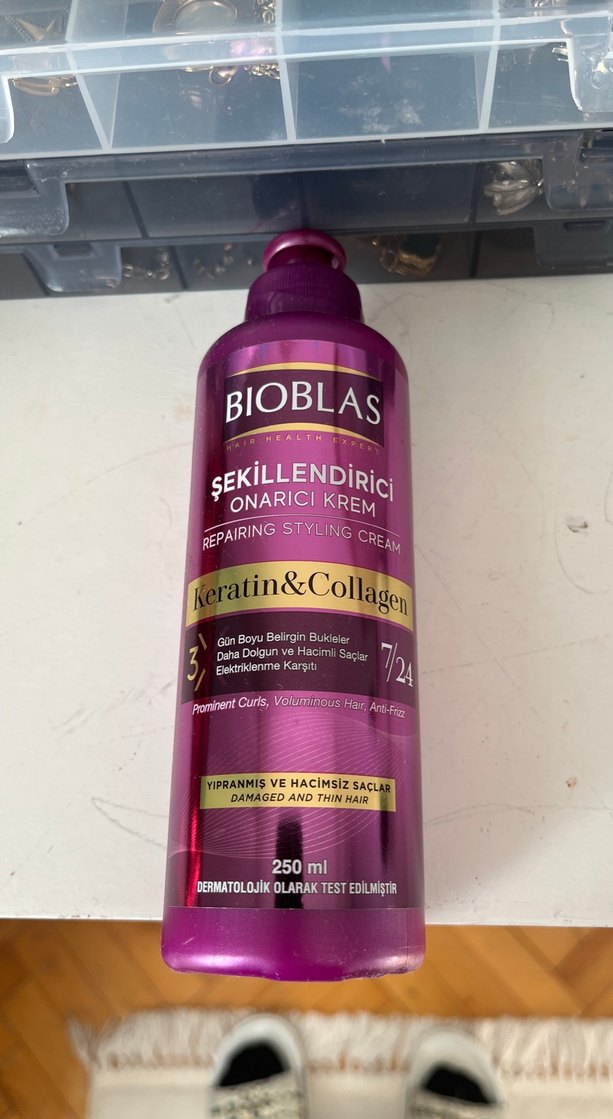 BIOBLAS
HAIR HEALTH EXPERT
ŞEKİLLENDİRİCİ
ONARICI KREM
REPAIRING STYLING CREAM
Keratin&Collagen
3
Gün Boyu Belirgin Bukleler
Daha Dolgun ve Hacimli Saçlar
Elektriklenme Karşıtı
7/24
Prominent Curls, Voluminous Hair, Anti-Frizz
YIPRANMIŞ VE HACİMSİZ SAÇLAR
DAMAGED AND THIN HAIR
250 ml
DERMATOLOJİK OLARAK TEST EDİLMİŞTİR